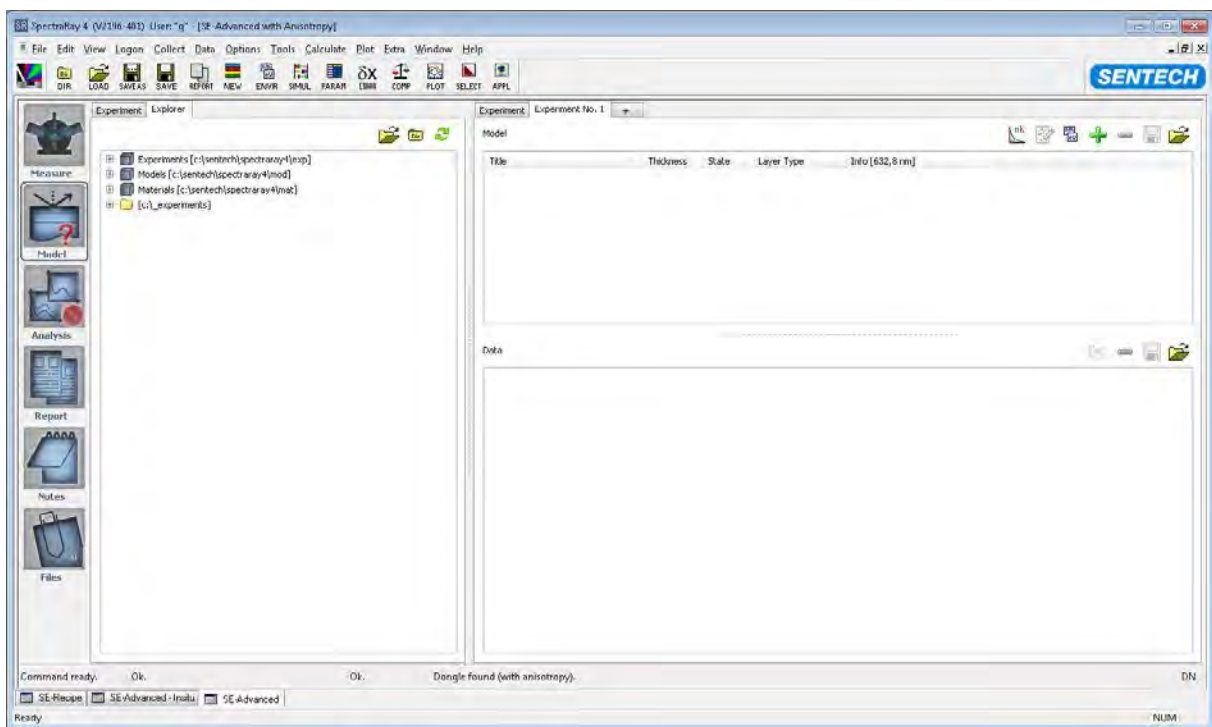 SpectraRay 4 (V2196-401) User: "q" - [SE-Advanced with Anisotropy]
File Edit View Logon Collect Data Options Tools Calculate Plot Extra Window Help
DIR LOAD SAVEAS SAVE REPORT NEW ENVIR SIMUL PARAM COMP PLOT SELECT APPL
SENTECH
Experiment Explorer
Experiment Experiment No. 1 +
Model
nk
Title Thickness State Layer Type Info [632,8 nm]
Experiments [c:\sentech\spectraray4\exp]
Models [c:\sentech\spectraray4\mod]
Materials [c:\sentech\spectraray4\mat]
[c:\_experiments]
Measure
Model
Analysis
Report
Notes
Files
Data
Command ready. Ok. Ok. Dongle found (with anisotropy). DN
SE-Recipe SE-Advanced - Insitu SE-Advanced
Ready NUM